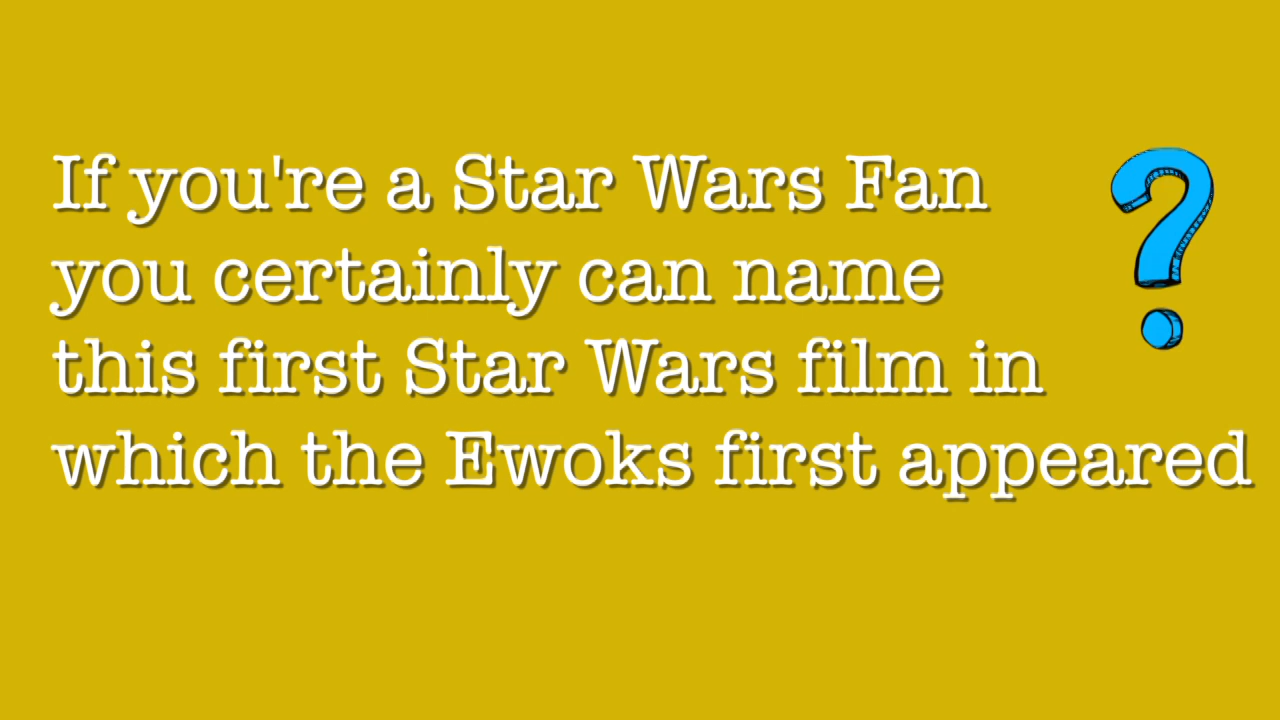 If you're a Star Wars Fan
you certainly can name
this first Star Wars film in
which the Ewoks first appeared
?